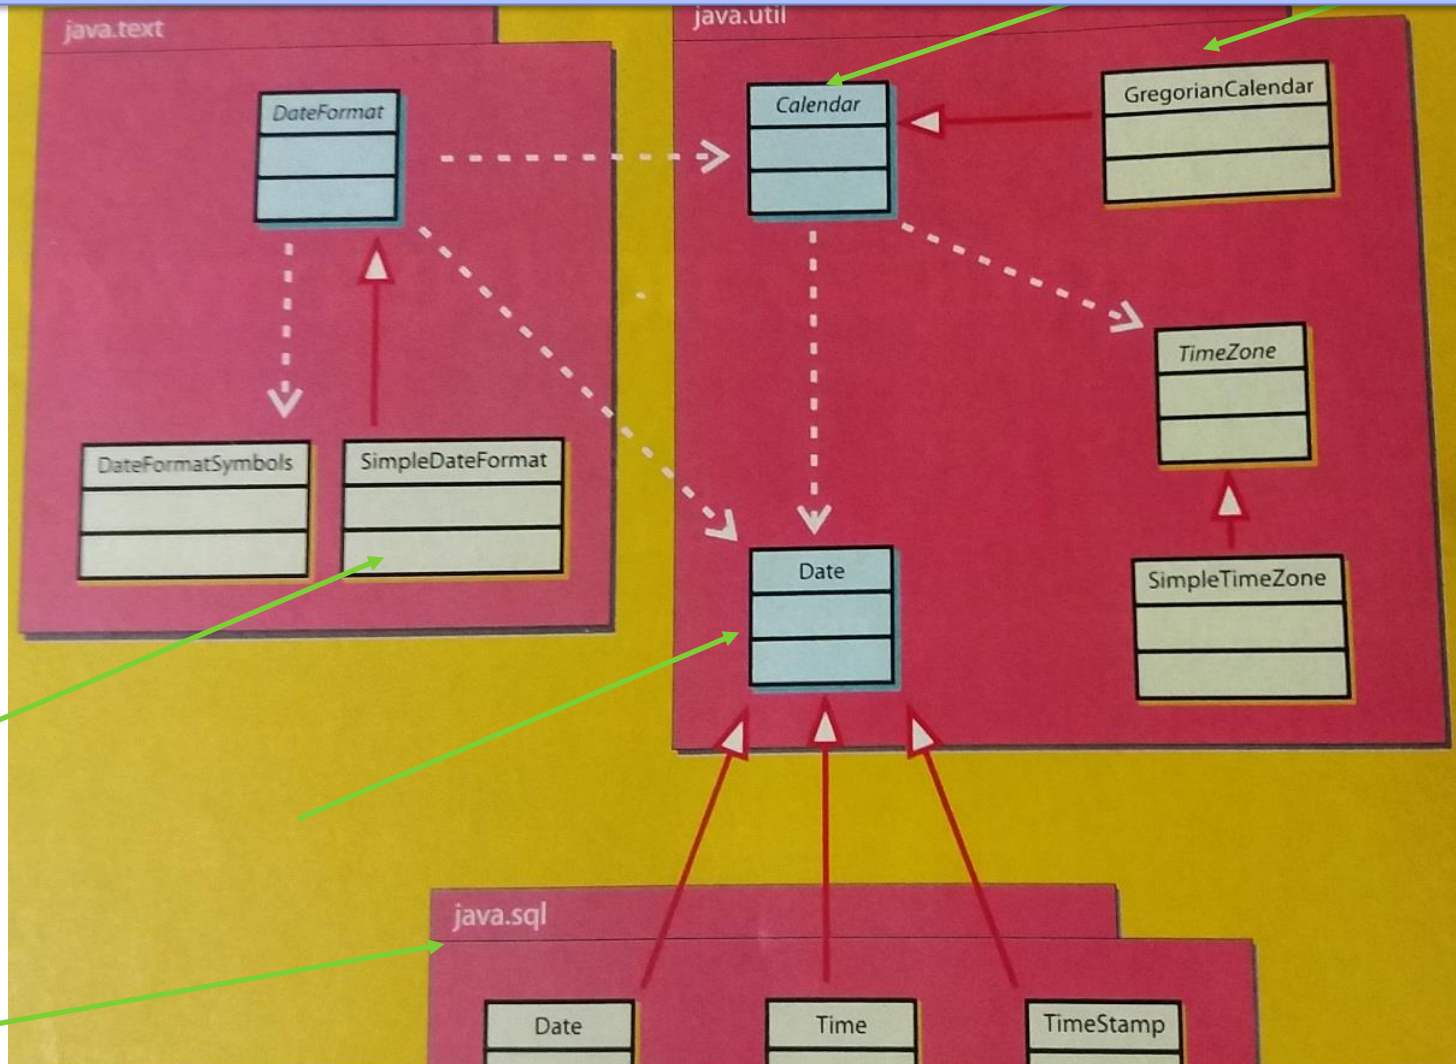 java.text
DateFormat
DateFormatSymbols
SimpleDateFormat
java.util
Calendar
GregorianCalendar
TimeZone
Date
SimpleTimeZone
java.sql
Date
Time
TimeStamp